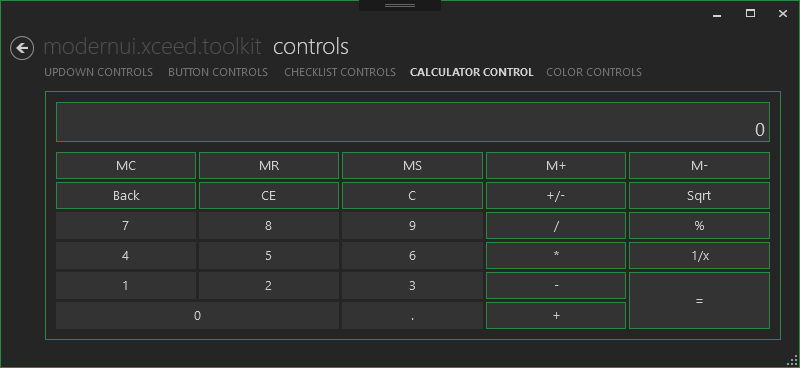 modernui.xceed.toolkit controls
UPDOWN CONTROLS BUTTON CONTROLS CHECKLIST CONTROLS CALCULATOR CONTROL COLOR CONTROLS
0
MC MR MS M+ M-
Back CE C +/- Sqrt
7 8 9 / %
4 5 6 * 1/x
1 2 3 - =
0 . +